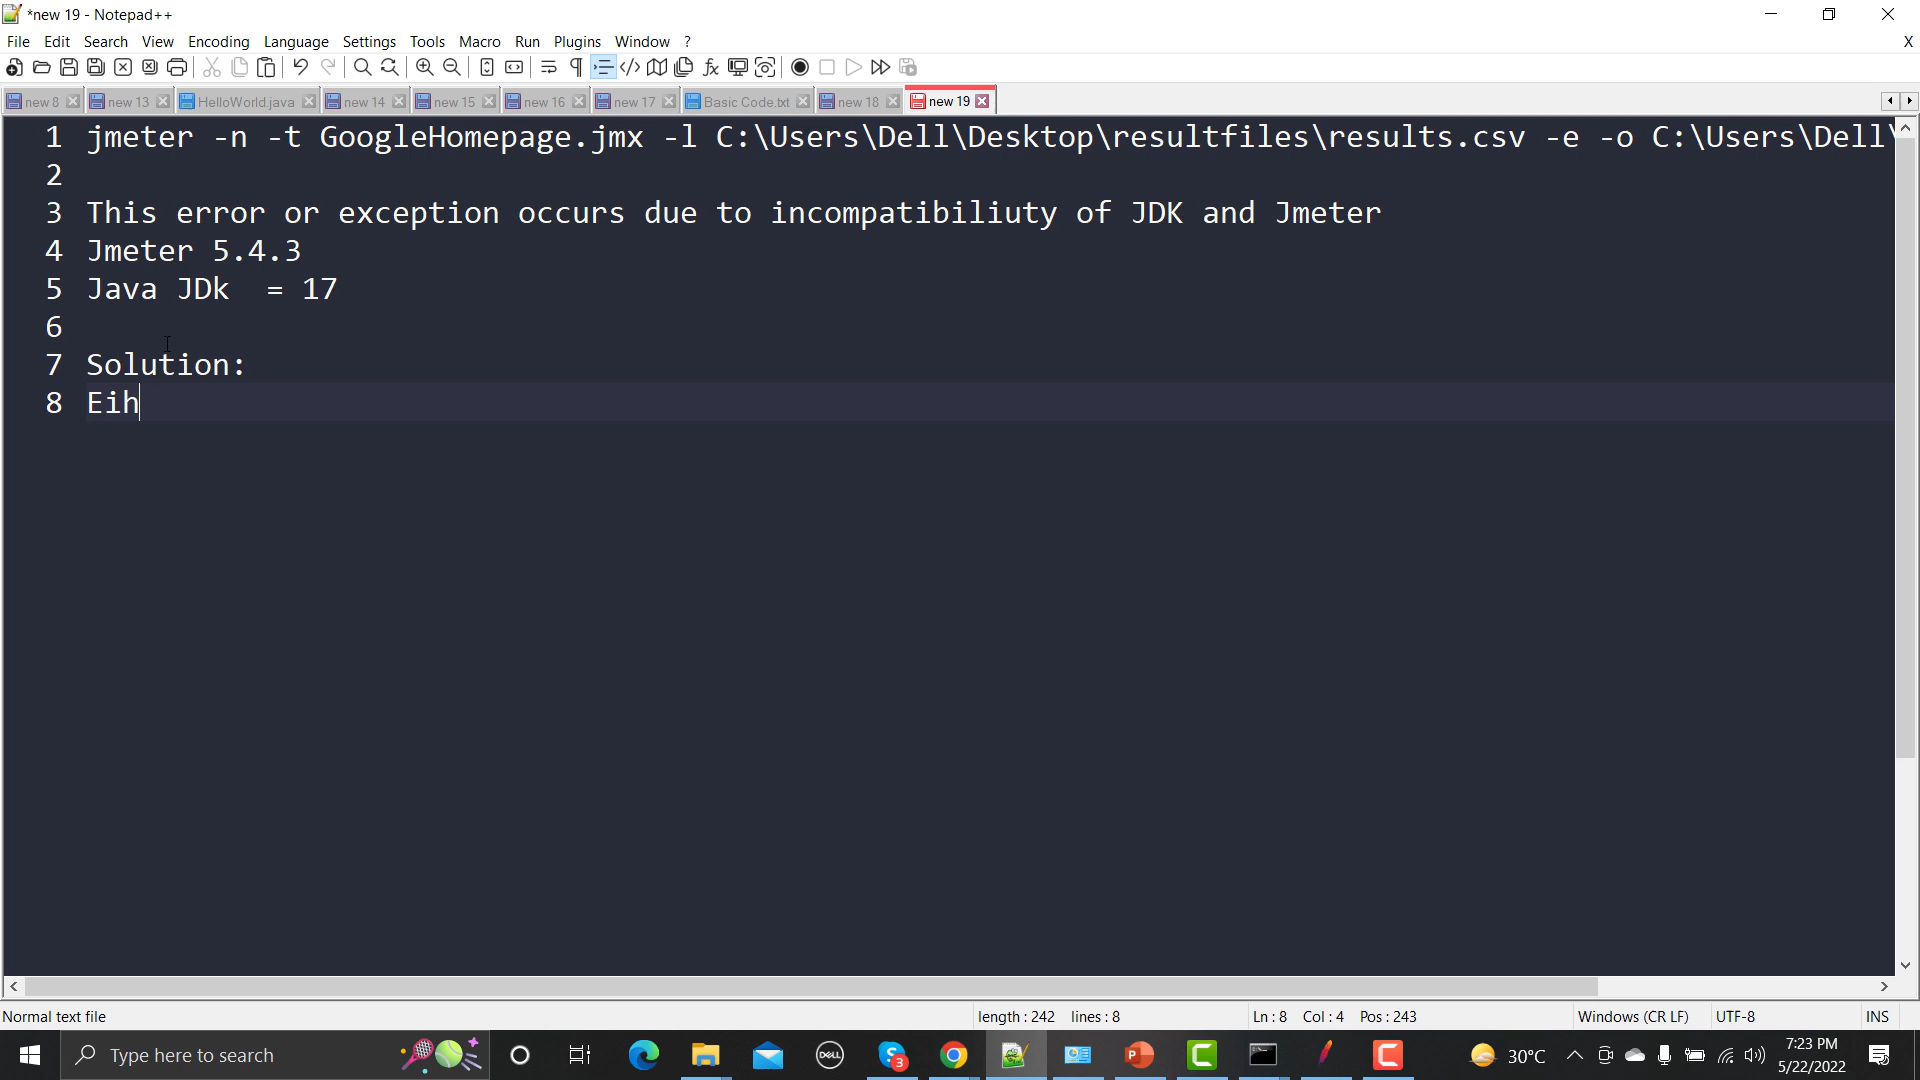 *new 19 - Notepad++
File Edit Search View Encoding Language Settings Tools Macro Run Plugins Window ? X
new 8 new 13 HelloWorld.java new 14 new 15 new 16 new 17 Basic Code.txt new 18 new 19
1 jmeter -n -t GoogleHomepage.jmx -l C:\Users\Dell\Desktop\resultfiles\results.csv -e -o C:\Users\Dell\
2
3 This error or exception occurs due to incompatibiliuty of JDK and Jmeter
4 Jmeter 5.4.3
5 Java JDk  = 17
6
7 Solution:
8 Eih
Normal text file length : 242 lines : 8 Ln : 8 Col : 4 Pos : 243 Windows (CR LF) UTF-8 INS
Type here to search DELL 3 30°C 7:23 PM
5/22/2022